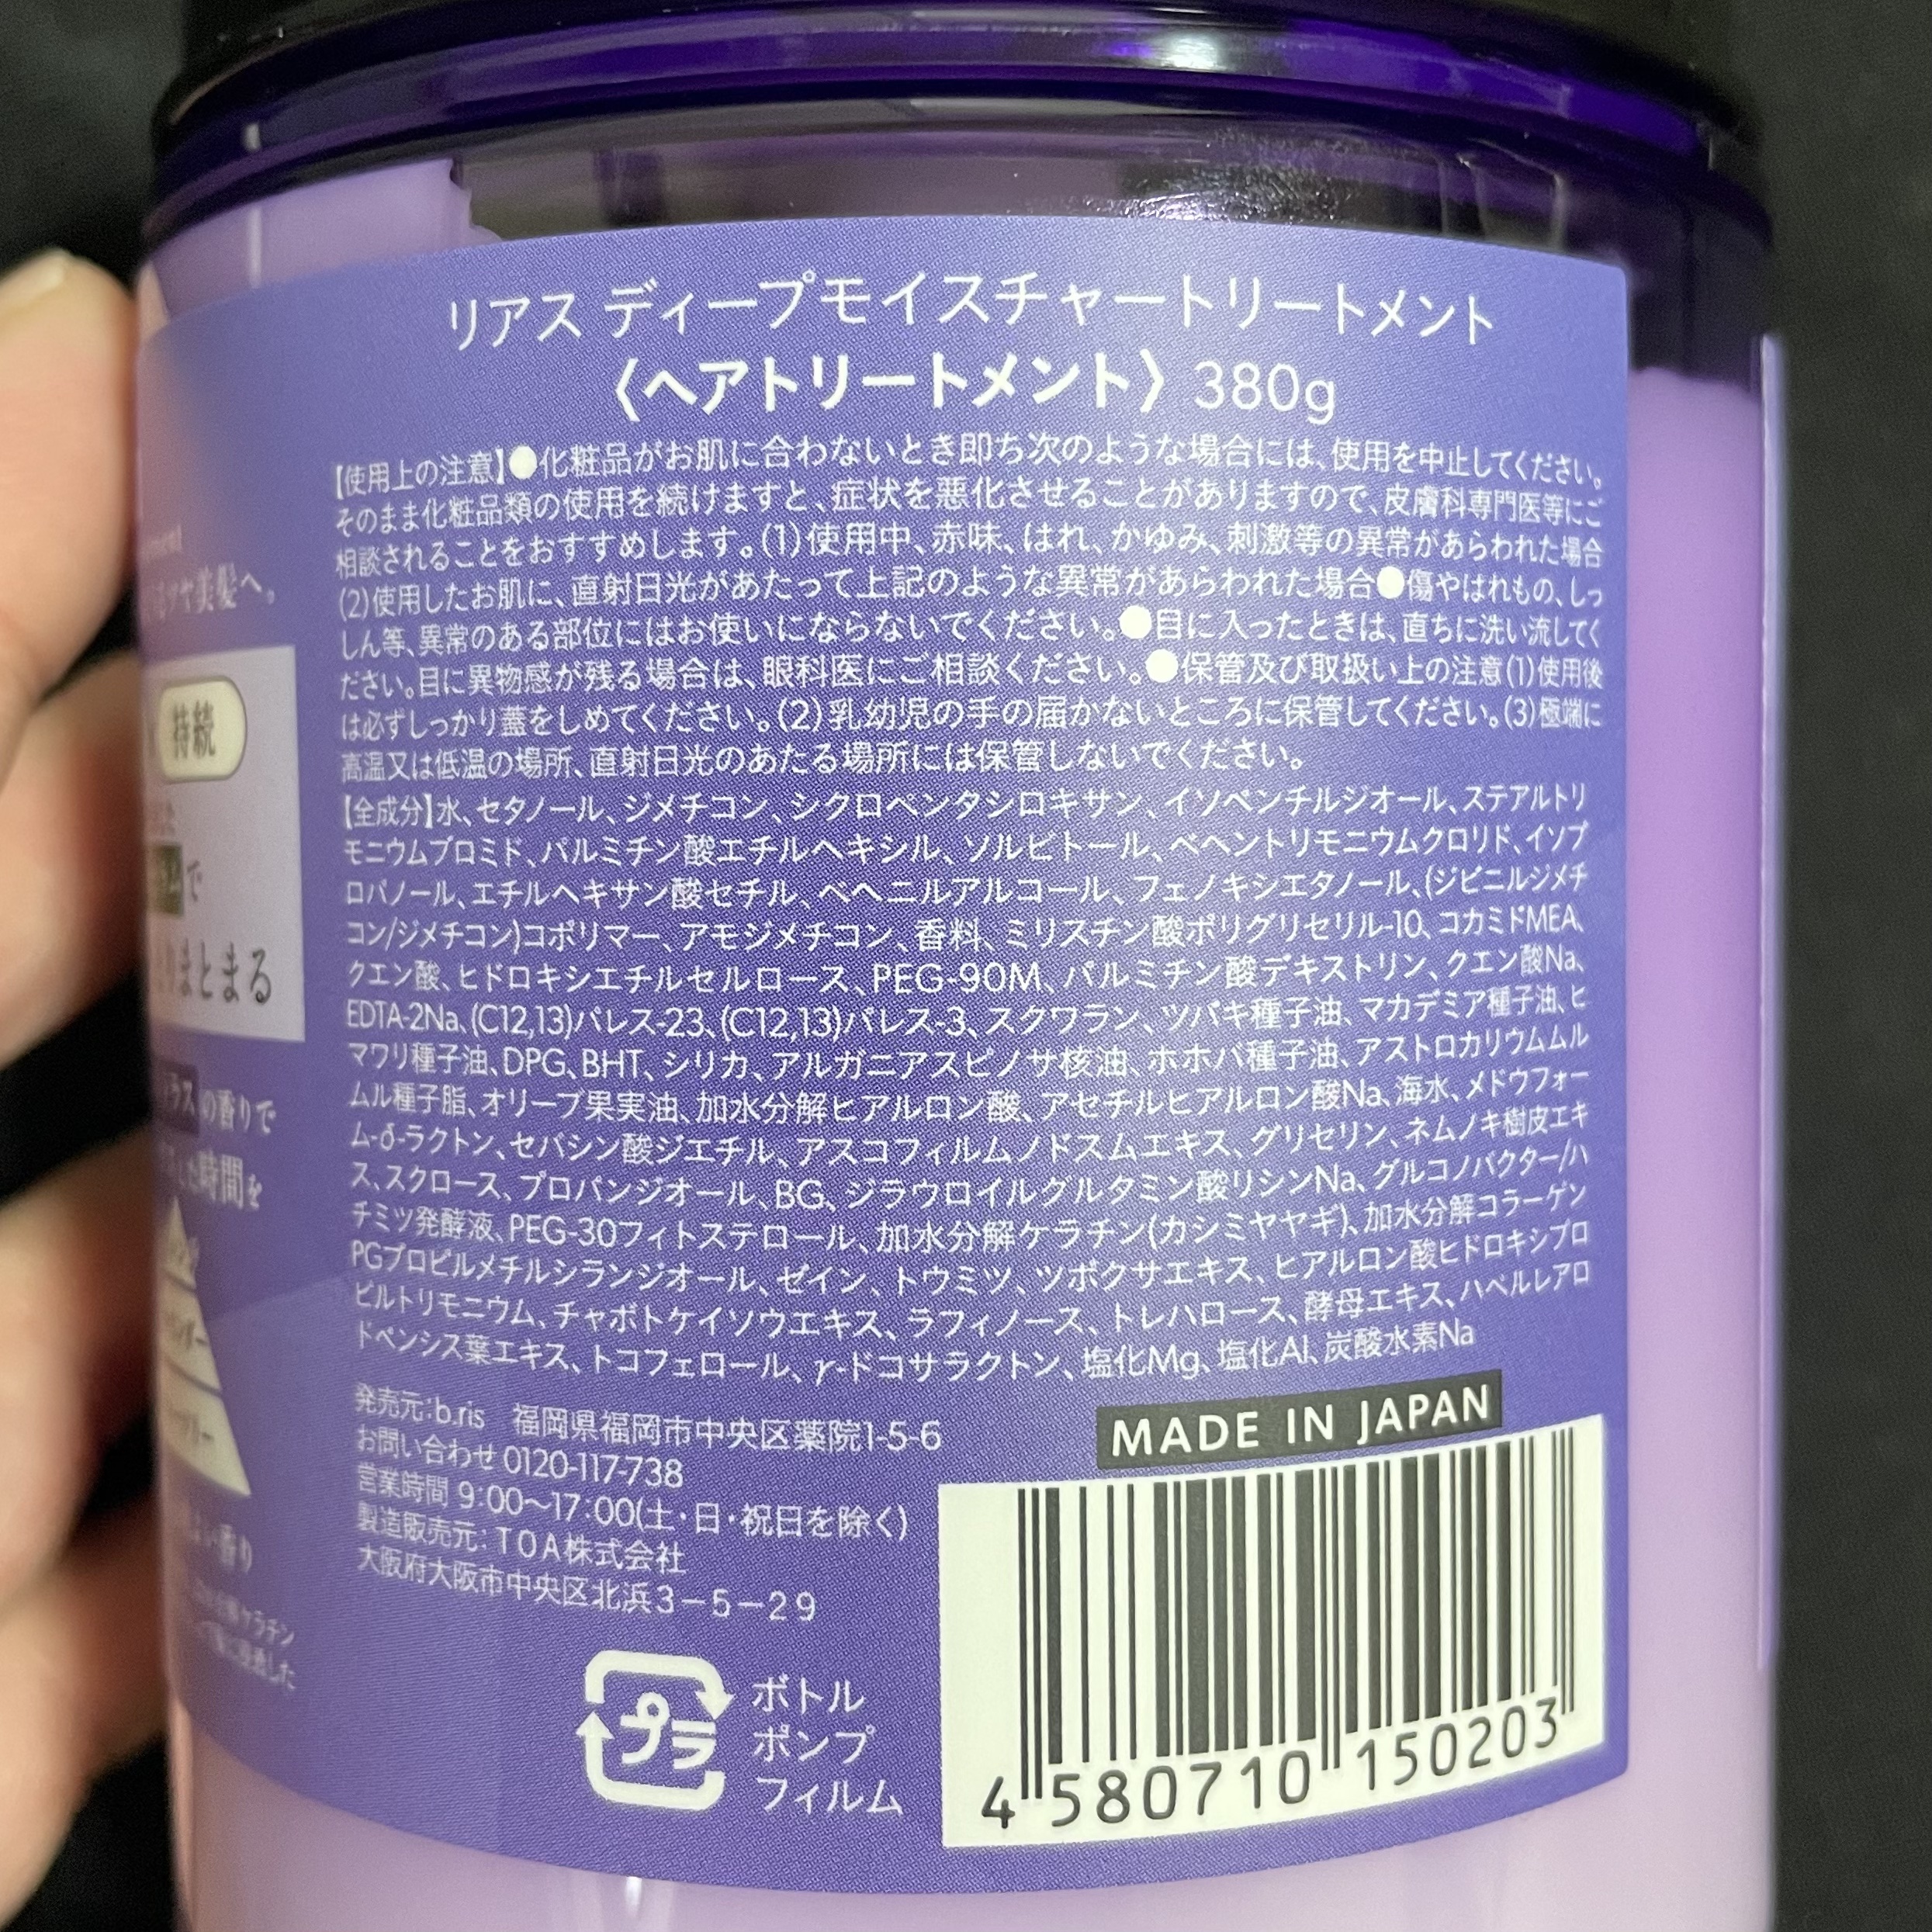 リアス ディープモイスチャートリートメント
〈ヘアトリートメント〉380g
【使用上の注意】●化粧品がお肌に合わないとき即ち次のような場合には、使用を中止してください。
そのまま化粧品類の使用を続けますと、症状を悪化させることがありますので、皮膚科専門医等にご
相談されることをおすすめします。(1)使用中、赤味、はれ、かゆみ、刺激等の異常があらわれた場合
(2)使用したお肌に、直射日光があたって上記のような異常があらわれた場合●傷やはれもの、しっ
しん等、異常のある部位にはお使いにならないでください。●目に入ったときは、直ちに洗い流してく
ださい。目に異物感が残る場合は、眼科医にご相談ください。●保管及び取扱い上の注意(1)使用後
は必ずしっかり蓋をしめてください。(2)乳幼児の手の届かないところに保管してください。(3)極端に
高温又は低温の場所、直射日光のあたる場所には保管しないでください。
【全成分】水、セタノール、ジメチコン、シクロペンタシロキサン、イソペンチルジオール、ステアルトリ
モニウムブロミド、パルミチン酸エチルヘキシル、ソルビトール、ベヘントリモニウムクロリド、イソプ
ロパノール、エチルヘキサン酸セチル、ベヘニルアルコール、フェノキシエタノール、(ジビニルジメチ
コン/ジメチコン)コポリマー、アモジメチコン、香料、ミリスチン酸ポリグリセリル-10、コカミドMEA、
クエン酸、ヒドロキシエチルセルロース、PEG-90M、パルミチン酸デキストリン、クエン酸Na、
EDTA-2Na、(C12,13)パレス-23、(C12,13)パレス-3、スクワラン、ツバキ種子油、マカデミア種子油、ヒ
マワリ種子油、DPG、BHT、シリカ、アルガニアスピノサ核油、ホホバ種子油、アストロカリウムムル
ムル種子脂、オリーブ果実油、加水分解ヒアルロン酸、アセチルヒアルロン酸Na、海水、メドウフォー
ム-δ-ラクトン、セバシン酸ジエチル、アスコフィルムノドスムエキス、グリセリン、ネムノキ樹皮エキ
ス、スクロース、プロパンジオール、BG、ジラウロイルグルタミン酸リシンNa、グルコノバクター/ハ
チミツ発酵液、PEG-30フィトステロール、加水分解ケラチン(カシミヤヤギ)、加水分解コラーゲン
PGプロピルメチルシランジオール、ゼイン、トウミツ、ツボクサエキス、ヒアルロン酸ヒドロキシプロ
ピルトリモニウム、チャボトケイソウエキス、ラフィノース、トレハロース、酵母エキス、ハベルレアロ
ドペンシス葉エキス、トコフェロール、γ-ドコサラクトン、塩化Mg、塩化Al、炭酸水素Na
発売元:b.ris 福岡県福岡市中央区薬院1-5-6
お問い合わせ 0120-117-738
営業時間 9:00〜17:00(土・日・祝日を除く)
製造販売元:TOA株式会社
大阪府大阪市中央区北浜3-5-29
MADE IN JAPAN
プラ
ボトル
ポンプ
フィルム
4 580710 150203
ツヤ美髪へ。
持続
で
まとまる
の香りで
した時間を
香り
ケラチン